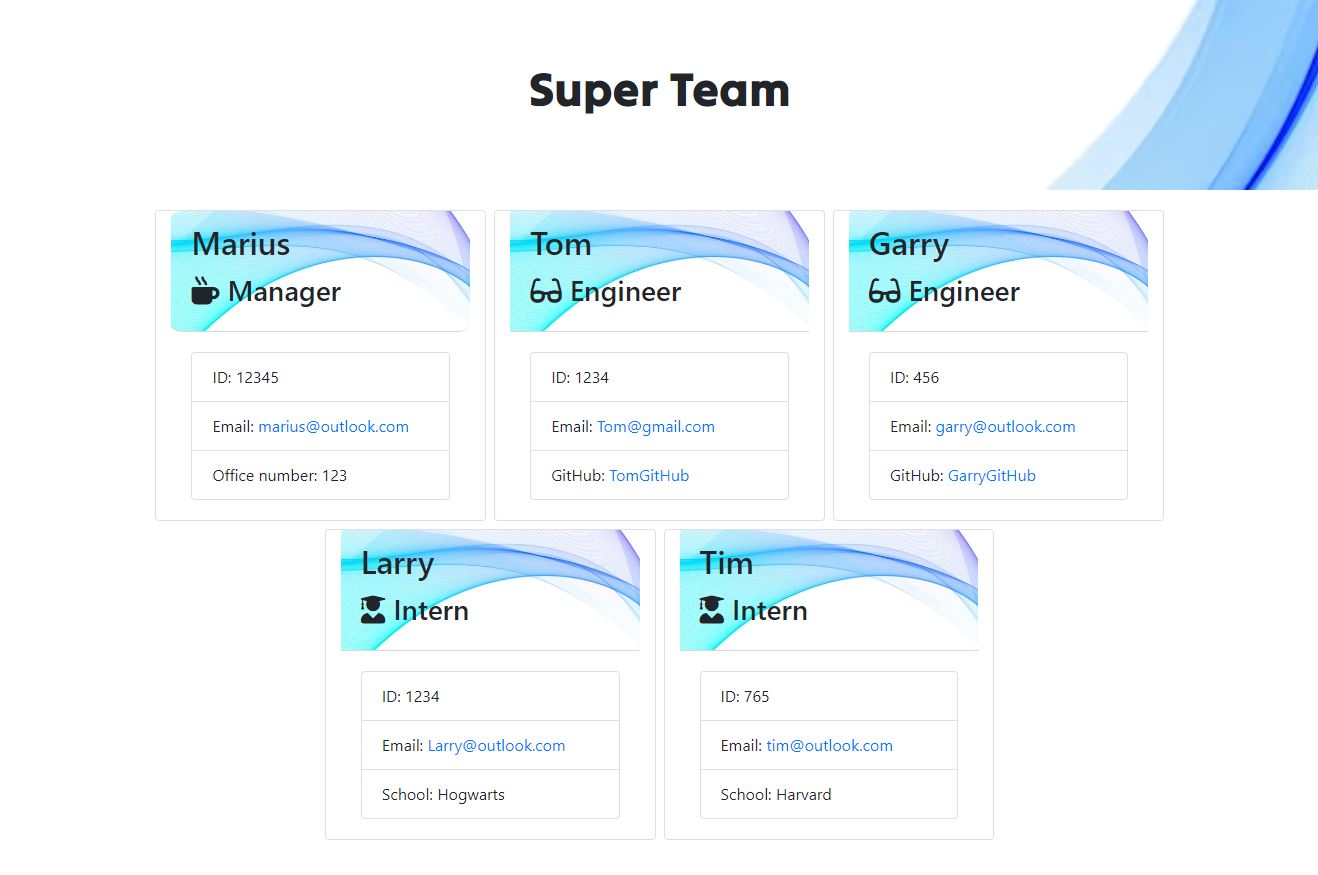 Super Team
Marius
Manager
ID: 12345
Email: marius@outlook.com
Office number: 123
Tom
Engineer
ID: 1234
Email: Tom@gmail.com
GitHub: TomGitHub
Garry
Engineer
ID: 456
Email: garry@outlook.com
GitHub: GarryGitHub
Larry
Intern
ID: 1234
Email: Larry@outlook.com
School: Hogwarts
Tim
Intern
ID: 765
Email: tim@outlook.com
School: Harvard